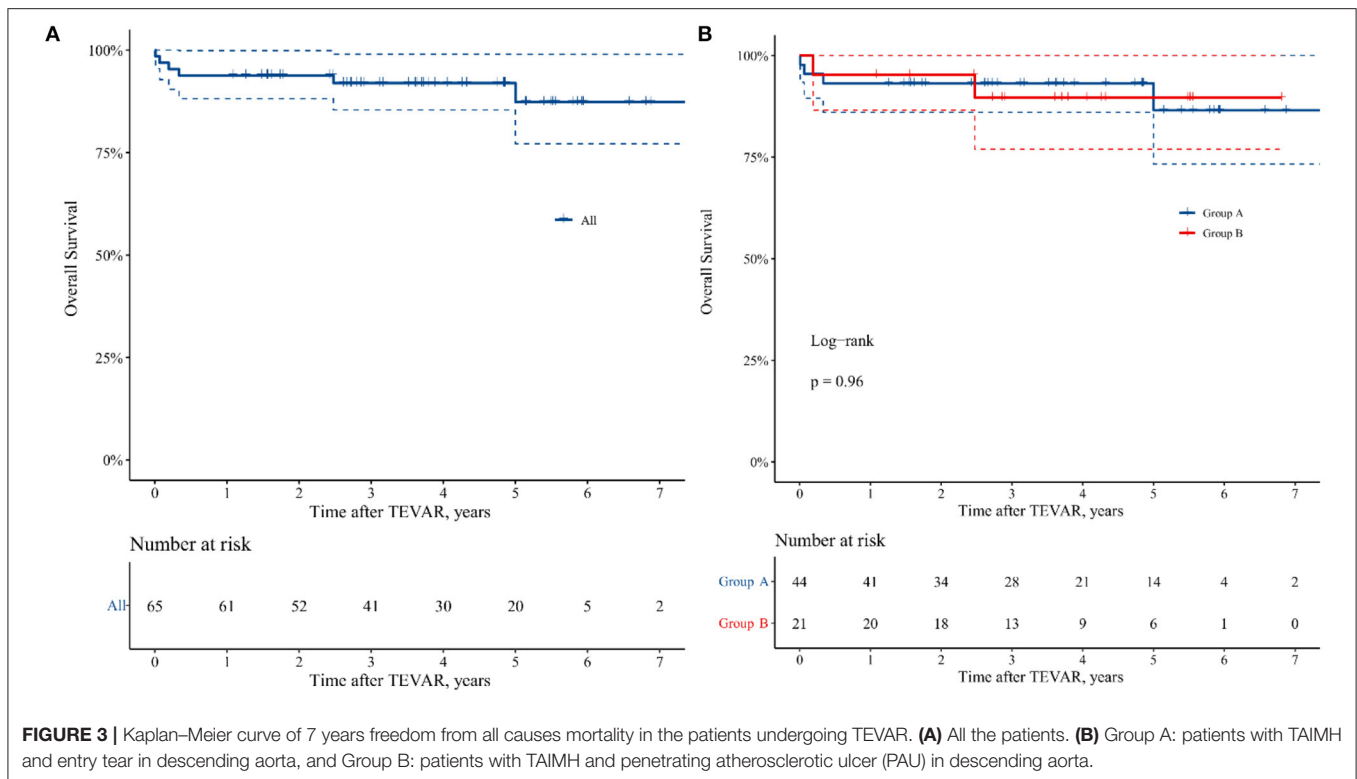 A
100%
75%
50%
25%
0%
Overall Survival
All
0 1 2 3 4 5 6 7
Time after TEVAR, years
Number at risk
All 65 61 52 41 30 20 5 2
0 1 2 3 4 5 6 7
Time after TEVAR, years
B
100%
75%
50%
25%
0%
Overall Survival
Group A
Group B
Log–rank
p = 0.96
0 1 2 3 4 5 6 7
Time after TEVAR, years
Number at risk
Group A 44 41 34 28 21 14 4 2
Group B 21 20 18 13 9 6 1 0
0 1 2 3 4 5 6 7
Time after TEVAR, years
FIGURE 3 | Kaplan–Meier curve of 7 years freedom from all causes mortality in the patients undergoing TEVAR. (A) All the patients. (B) Group A: patients with TAIMH
and entry tear in descending aorta, and Group B: patients with TAIMH and penetrating atherosclerotic ulcer (PAU) in descending aorta.